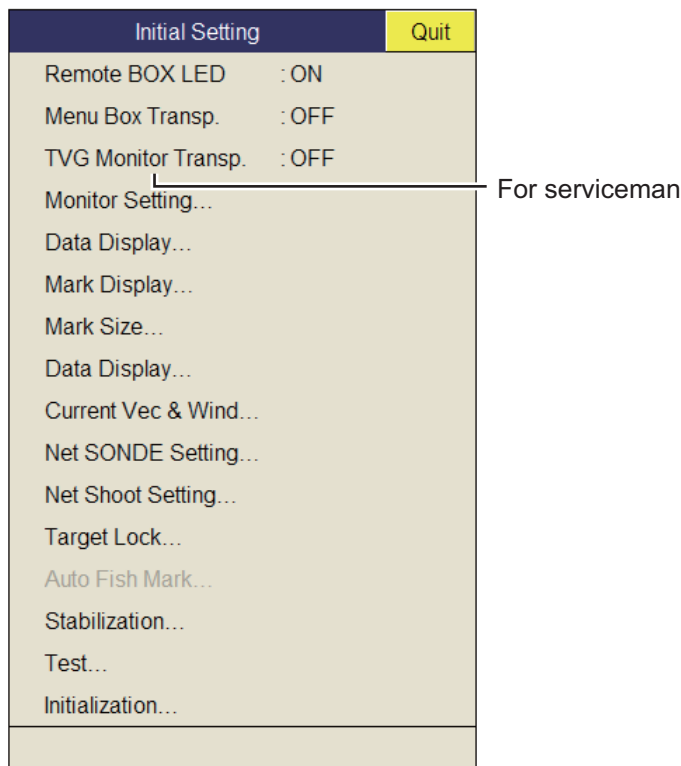 Initial Setting Quit
Remote BOX LED : ON
Menu Box Transp. : OFF
TVG Monitor Transp. : OFF
For serviceman
Monitor Setting...
Data Display...
Mark Display...
Mark Size...
Data Display...
Current Vec & Wind...
Net SONDE Setting...
Net Shoot Setting...
Target Lock...
Auto Fish Mark...
Stabilization...
Test...
Initialization...